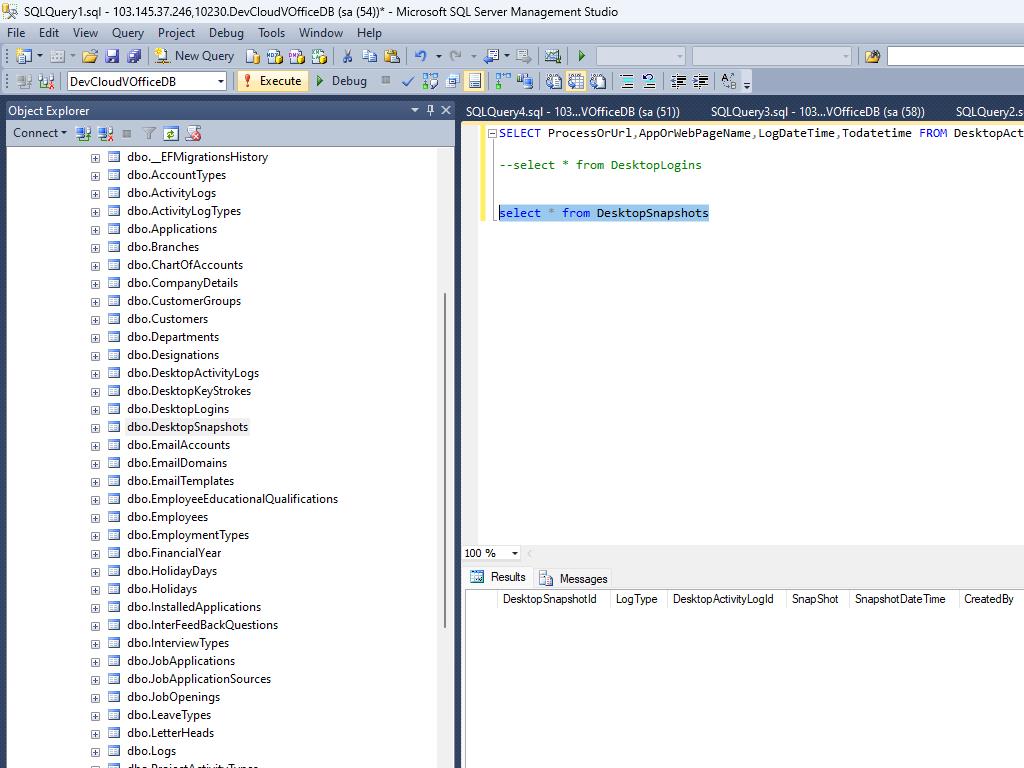 SQLQuery1.sql - 103.145.37.246,10230.DevCloudVOfficeDB (sa (54))* - Microsoft SQL Server Management Studio
File Edit View Query Project Debug Tools Window Help
New Query
DevCloudVOfficeDB Execute Debug
Object Explorer
Connect
dbo.__EFMigrationsHistory
dbo.AccountTypes
dbo.ActivityLogs
dbo.ActivityLogTypes
dbo.Applications
dbo.Branches
dbo.ChartOfAccounts
dbo.CompanyDetails
dbo.CustomerGroups
dbo.Customers
dbo.Departments
dbo.Designations
dbo.DesktopActivityLogs
dbo.DesktopKeyStrokes
dbo.DesktopLogins
dbo.DesktopSnapshots
dbo.EmailAccounts
dbo.EmailDomains
dbo.EmailTemplates
dbo.EmployeeEducationalQualifications
dbo.Employees
dbo.EmploymentTypes
dbo.FinancialYear
dbo.HolidayDays
dbo.Holidays
dbo.InstalledApplications
dbo.InterFeedBackQuestions
dbo.InterviewTypes
dbo.JobApplications
dbo.JobApplicationSources
dbo.JobOpenings
dbo.LeaveTypes
dbo.LetterHeads
dbo.Logs
dbo.ProjectActivityTypes
SQLQuery4.sql - 103...VOfficeDB (sa (51)) SQLQuery3.sql - 103...VOfficeDB (sa (58)) SQLQuery2.s
SELECT ProcessOrUrl,AppOrWebPageName,LogDateTime,Todatetime FROM DesktopAct
--select * from DesktopLogins
select * from DesktopSnapshots
100 %
Results Messages
DesktopSnapshotId LogType DesktopActivityLogId SnapShot SnapshotDateTime CreatedBy